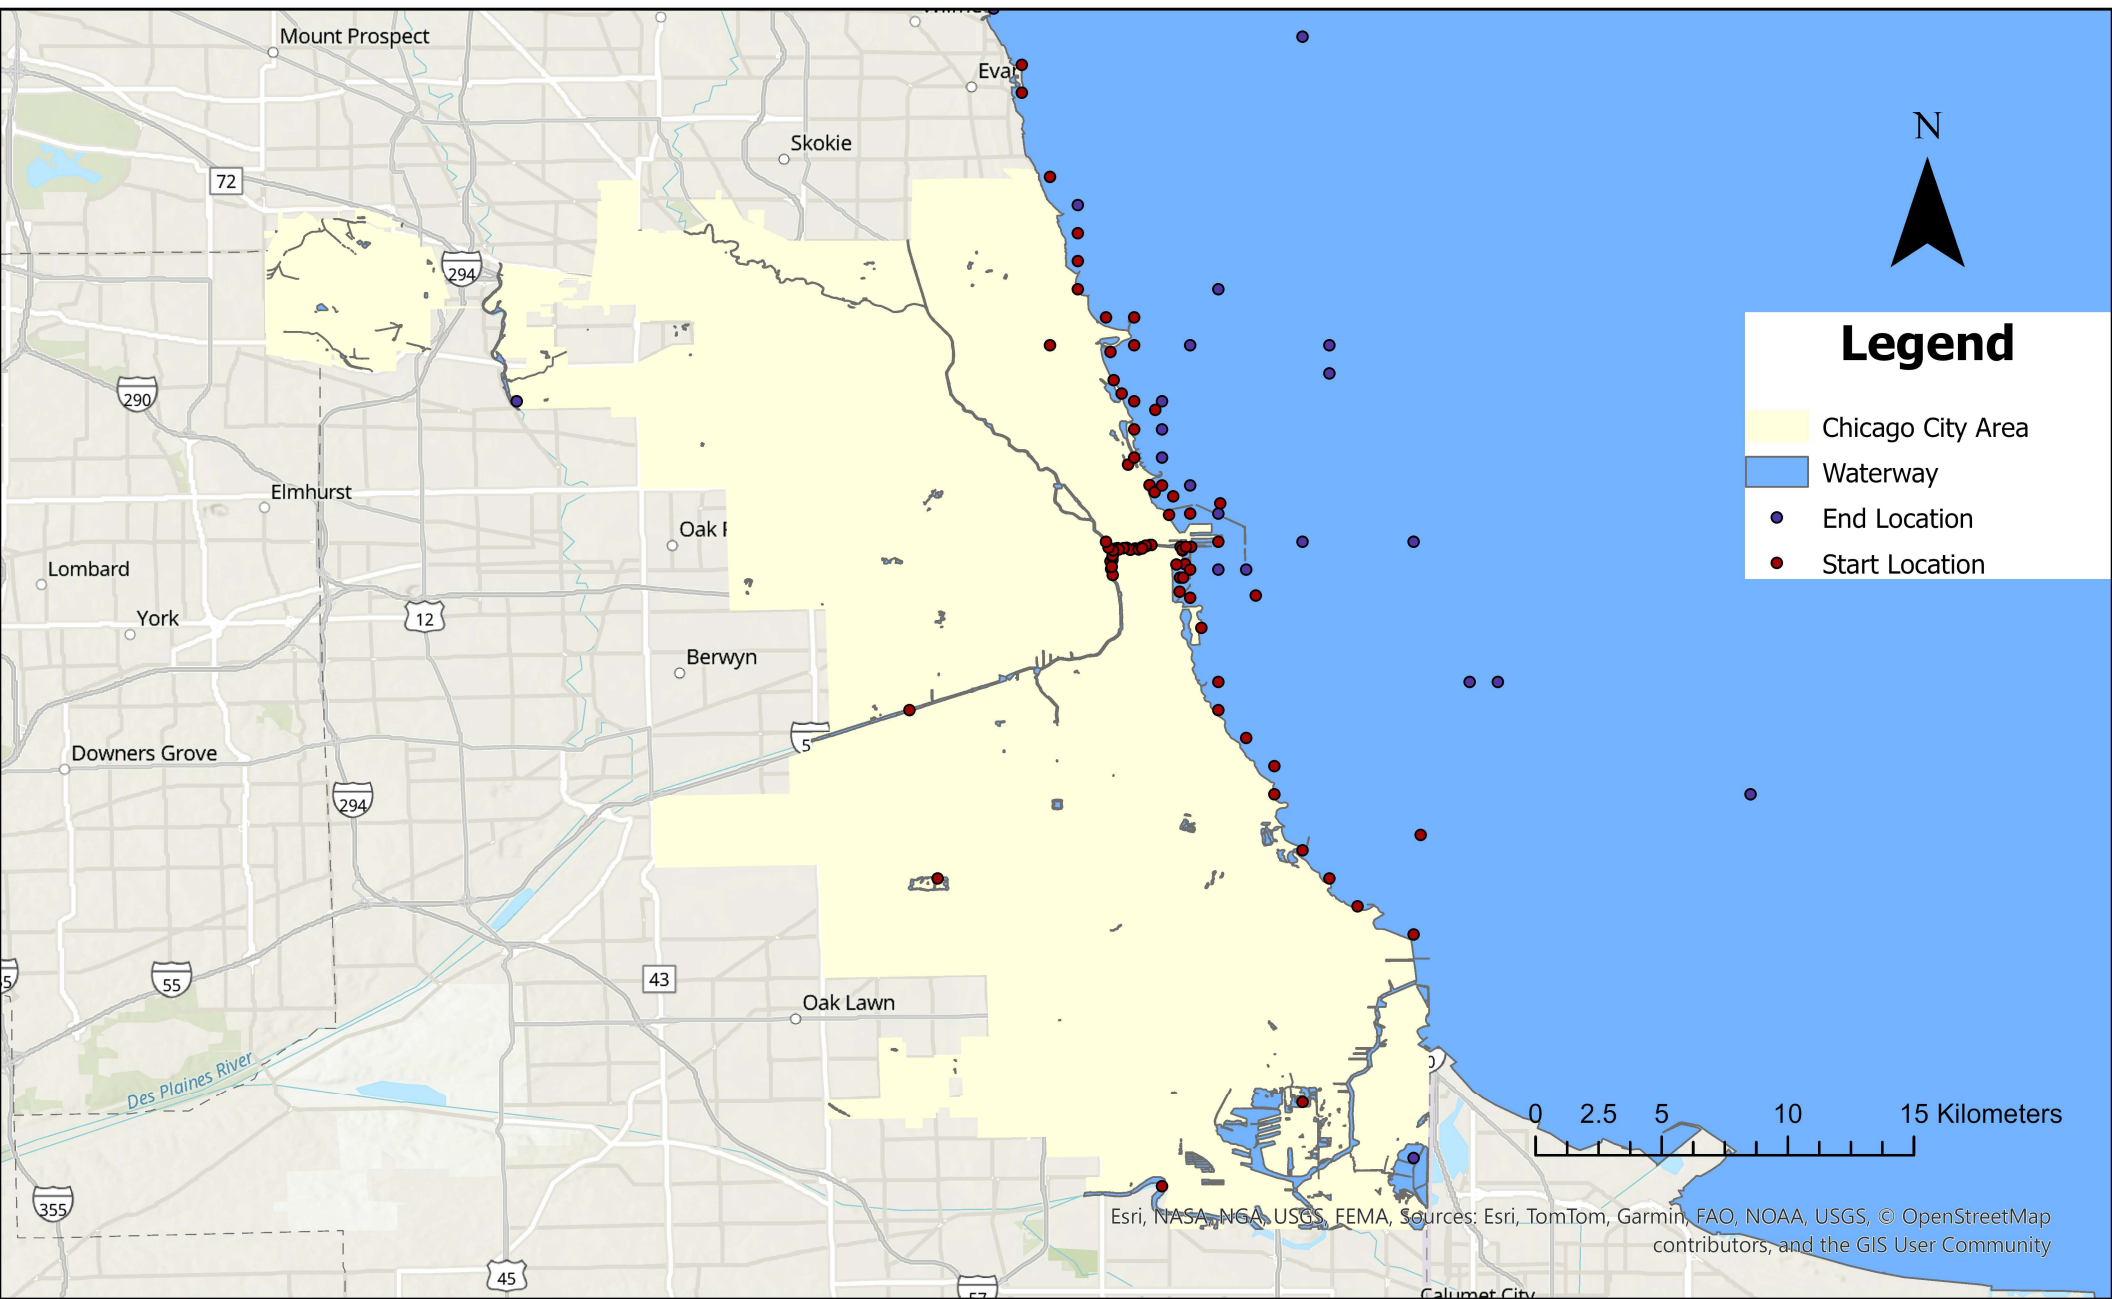 Mount Prospect
Evan
N
Skokie
72
294
Legend
290
Chicago City Area
Waterway
Elmhurst
End Location
Oak P
Lombard
Start Location
York
12
Berwyn
5
Downers Grove
294
55
43
5
Oak Lawn
0
Des Plaines River
0 2.5 5 10 15 Kilometers
355
Esri, NASA, NGA, USGS, FEMA, Sources: Esri, TomTom, Garmin, FAO, NOAA, USGS, © OpenStreetMap
contributors, and the GIS User Community
45
57
Calumet City